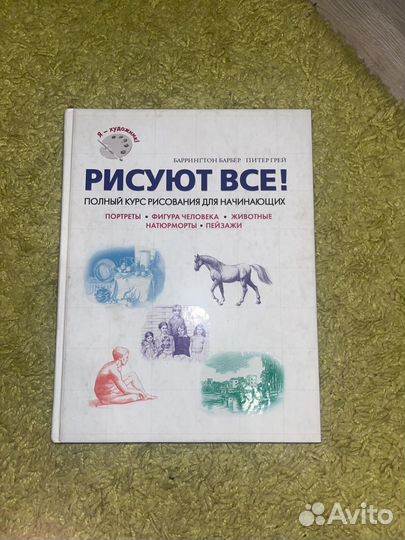 Я – художник!
БАРРИНГТОН БАРБЕР ПИТЕР ГРЕЙ
РИСУЮТ ВСЕ!
ПОЛНЫЙ КУРС РИСОВАНИЯ ДЛЯ НАЧИНАЮЩИХ
ПОРТРЕТЫ • ФИГУРА ЧЕЛОВЕКА • ЖИВОТНЫЕ
НАТЮРМОРТЫ • ПЕЙЗАЖИ
Avito